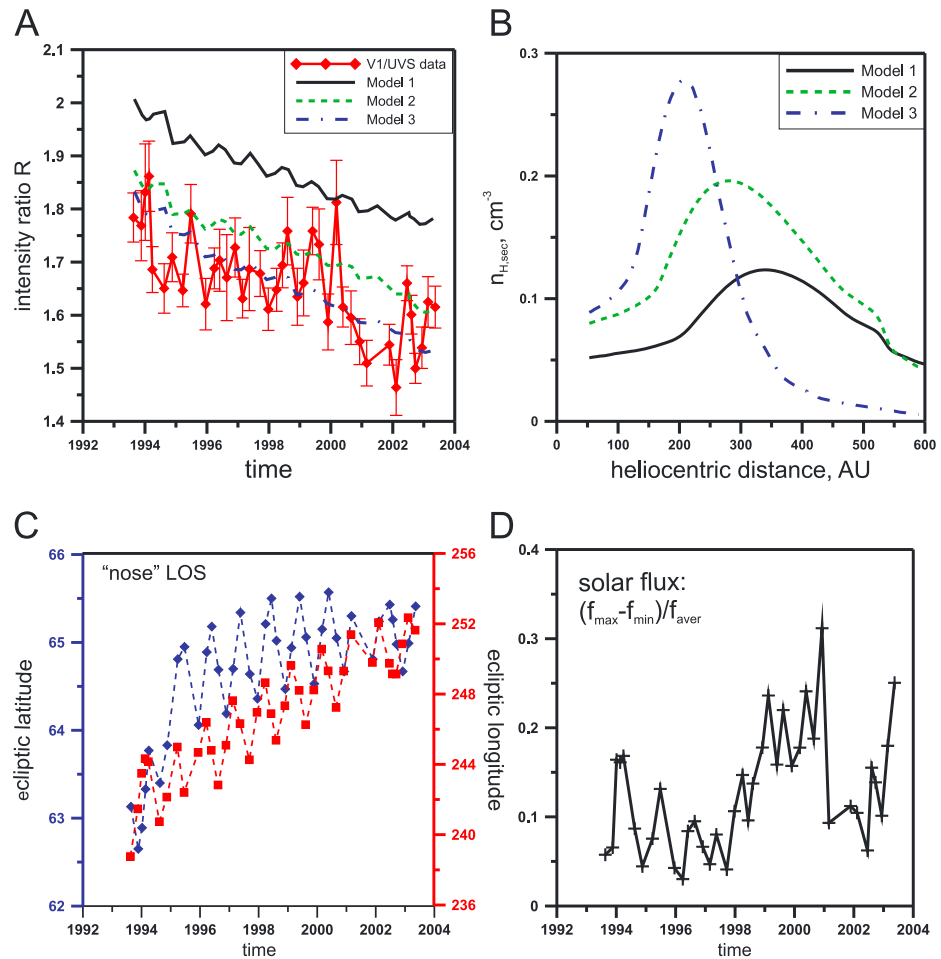 A
2.1
2
1.9
1.8
1.7
1.6
1.5
1.4
intensity ratio R
1992
1994
1996
1998
2000
2002
2004
time
V1/UVS data
Model 1
Model 2
Model 3
B
0.3
0.2
0.1
0
n_H,sec, cm^-3
0
100
200
300
400
500
600
heliocentric distance, AU
Model 1
Model 2
Model 3
C
"nose" LOS
66
65
64
63
62
ecliptic latitude
256
252
248
244
240
236
ecliptic longitude
1992
1994
1996
1998
2000
2002
2004
time
D
solar flux:
(f_max-f_min)/f_aver
0.4
0.3
0.2
0.1
0
1992
1994
1996
1998
2000
2002
2004
time